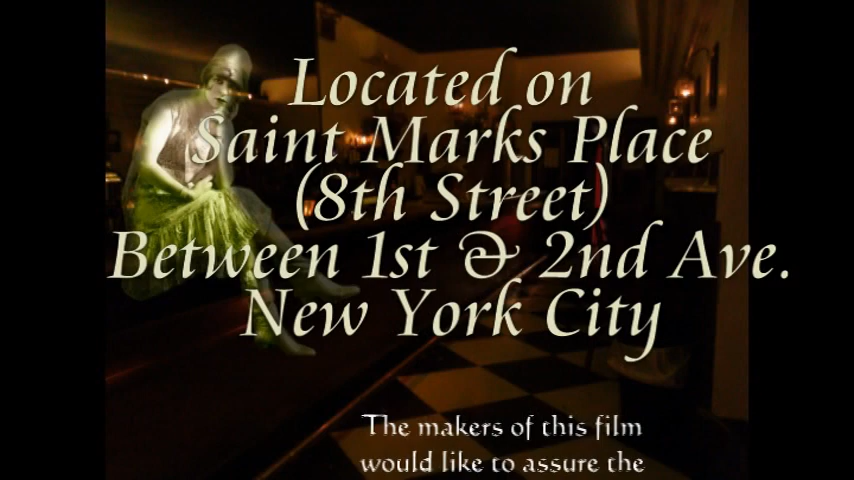 Located on
Saint Marks Place
(8th Street)
Between 1st & 2nd Ave.
New York City
The makers of this film
would like to assure the